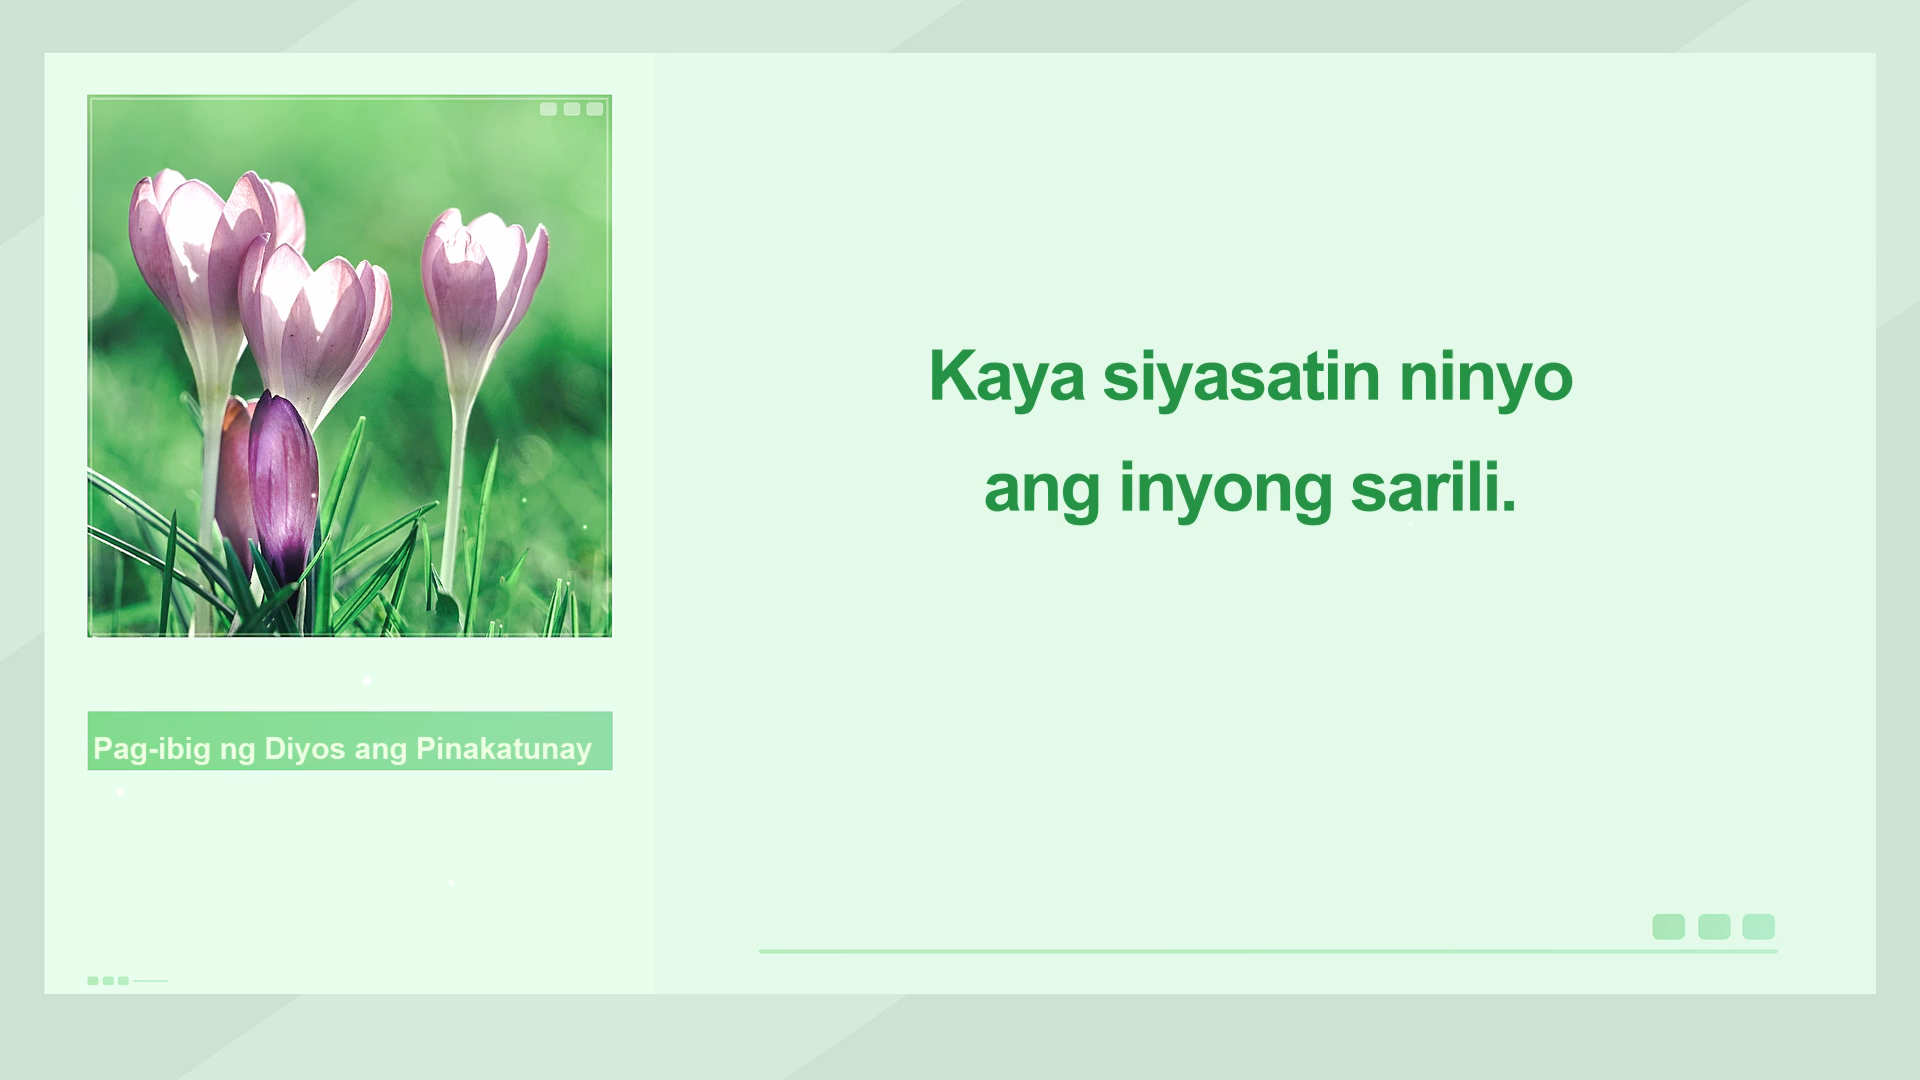 Kaya siyasatin ninyo
ang inyong sarili.
Pag-ibig ng Diyos ang Pinakatunay